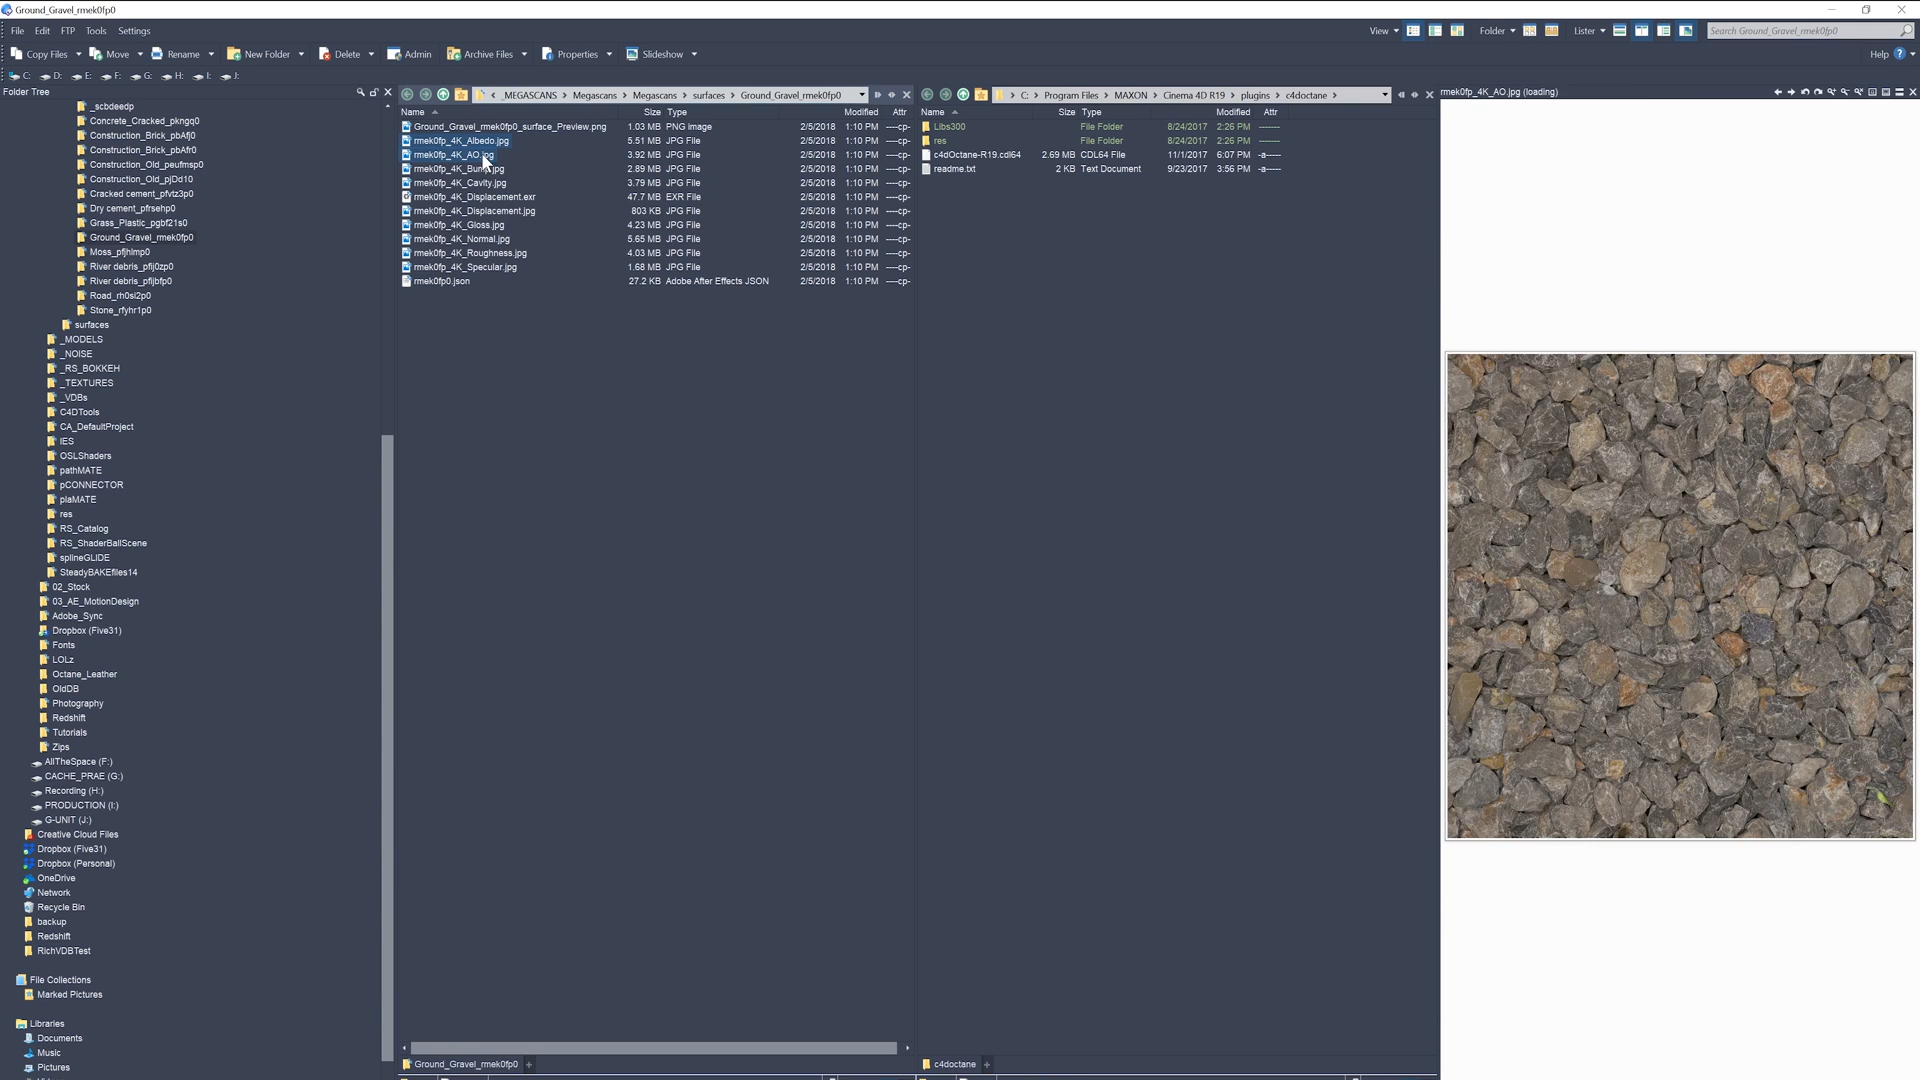 Ground_Gravel_rmek0fp0
File Edit FTP Tools Settings
View Folder Lister Search Ground_Gravel_rmek0fp0
Copy Files Move Rename New Folder Delete Admin Archive Files Properties Slideshow Help
C: D: E: F: G: H: I: J:
Folder Tree
_scbdeedp
Concrete_Cracked_pkngq0
Construction_Brick_pbAfj0
Construction_Brick_pbAfr0
Construction_Old_peufmsp0
Construction_Old_pjDd10
Cracked cement_pfvtz3p0
Dry cement_pfrsehp0
Grass_Plastic_pgbf21s0
Ground_Gravel_rmek0fp0
Moss_pfjhlmp0
River debris_pfij0zp0
River debris_pfijbfp0
Road_rh0si2p0
Stone_rfyhr1p0
surfaces
_MODELS
_NOISE
_RS_BOKKEH
_TEXTURES
_VDBs
C4DTools
CA_DefaultProject
IES
OSLShaders
pathMATE
pCONNECTOR
plaMATE
res
RS_Catalog
RS_ShaderBallScene
splineGLIDE
SteadyBAKEfiles14
02_Stock
03_AE_MotionDesign
Adobe_Sync
Dropbox (Five31)
Fonts
LOLz
Octane_Leather
OldDB
Photography
Redshift
Tutorials
Zips
AllTheSpace (F:)
CACHE_PRAE (G:)
Recording (H:)
PRODUCTION (I:)
G-UNIT (J:)
Creative Cloud Files
Dropbox (Five31)
Dropbox (Personal)
OneDrive
Network
Recycle Bin
backup
Redshift
RichVDBTest
File Collections
Marked Pictures
Libraries
Documents
Music
Pictures
_MEGASCANS Megascans Megascans surfaces Ground_Gravel_rmek0fp0
Name Size Type Modified Attr
Ground_Gravel_rmek0fp0_surface_Preview.png 1.03 MB PNG image 2/5/2018 1:10 PM ----cp-
rmek0fp_4K_Albedo.jpg 5.51 MB JPG File 2/5/2018 1:10 PM ----cp-
rmek0fp_4K_AO.jpg 3.92 MB JPG File 2/5/2018 1:10 PM ----cp-
rmek0fp_4K_Bump.jpg 2.89 MB JPG File 2/5/2018 1:10 PM ----cp-
rmek0fp_4K_Cavity.jpg 3.79 MB JPG File 2/5/2018 1:10 PM ----cp-
rmek0fp_4K_Displacement.exr 47.7 MB EXR File 2/5/2018 1:10 PM ----cp-
rmek0fp_4K_Displacement.jpg 803 KB JPG File 2/5/2018 1:10 PM ----cp-
rmek0fp_4K_Gloss.jpg 4.23 MB JPG File 2/5/2018 1:10 PM ----cp-
rmek0fp_4K_Normal.jpg 5.65 MB JPG File 2/5/2018 1:10 PM ----cp-
rmek0fp_4K_Roughness.jpg 4.03 MB JPG File 2/5/2018 1:10 PM ----cp-
rmek0fp_4K_Specular.jpg 1.68 MB JPG File 2/5/2018 1:10 PM ----cp-
rmek0fp0.json 27.2 KB Adobe After Effects JSON 2/5/2018 1:10 PM ----cp-
Ground_Gravel_rmek0fp0
C: Program Files MAXON Cinema 4D R19 plugins c4doctane
Name Size Type Modified Attr
Libs300 File Folder 8/24/2017 2:26 PM -------
res File Folder 8/24/2017 2:26 PM -------
c4dOctane-R19.cdl64 2.69 MB CDL64 File 11/1/2017 6:07 PM -a-----
readme.txt 2 KB Text Document 9/23/2017 3:56 PM -a-----
c4doctane
rmek0fp_4K_AO.jpg (loading)